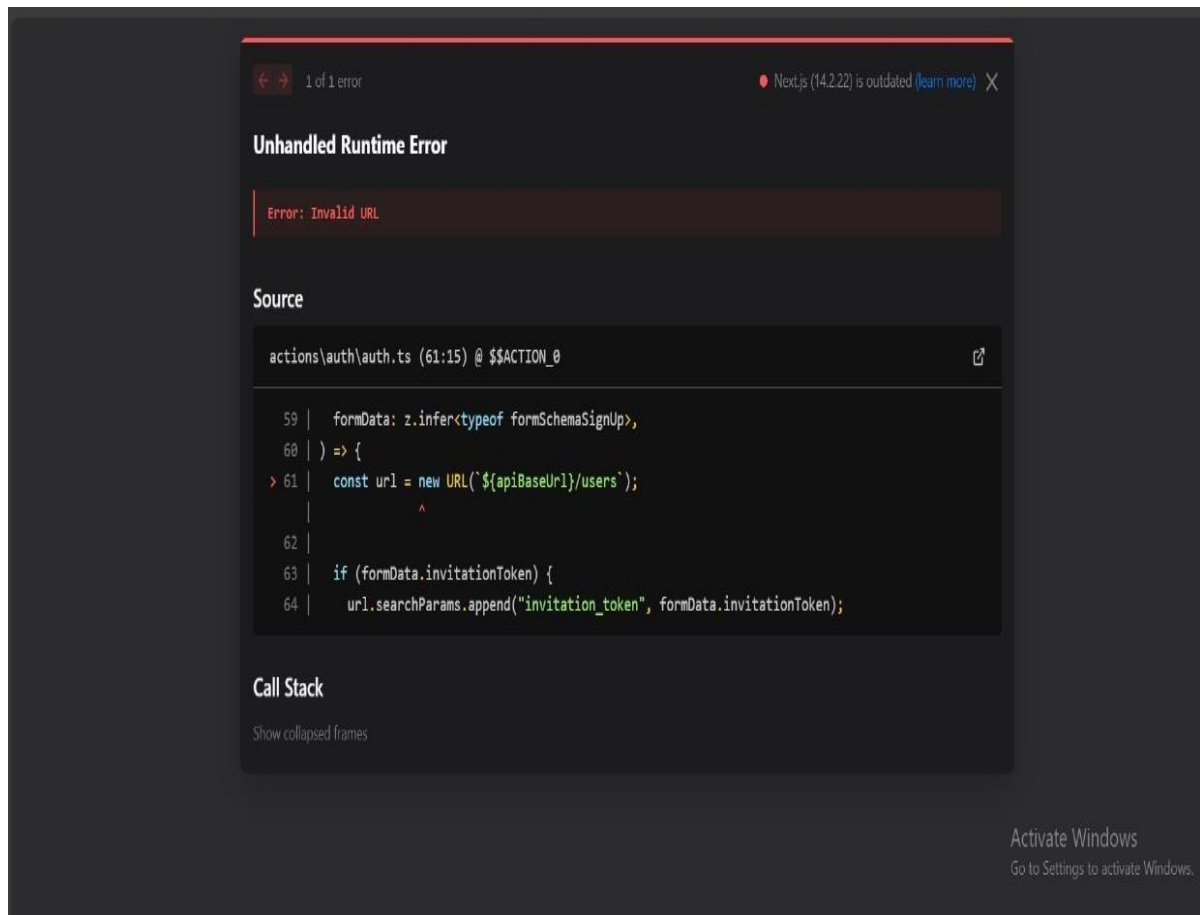 ← → 1 of 1 error
Next.js (14.2.22) is outdated (learn more) ×
Unhandled Runtime Error
Error: Invalid URL
Source
actions\auth\auth.ts (61:15) @ $$ACTION_0
59 | formData: z.infer<typeof formSchemaSignUp>,
60 | ) => {
> 61 | const url = new URL(`${apiBaseUrl}/users`);
| ^
62 |
63 | if (formData.invitationToken) {
64 | url.searchParams.append("invitation_token", formData.invitationToken);
Call Stack
Show collapsed frames
Activate Windows
Go to Settings to activate Windows.